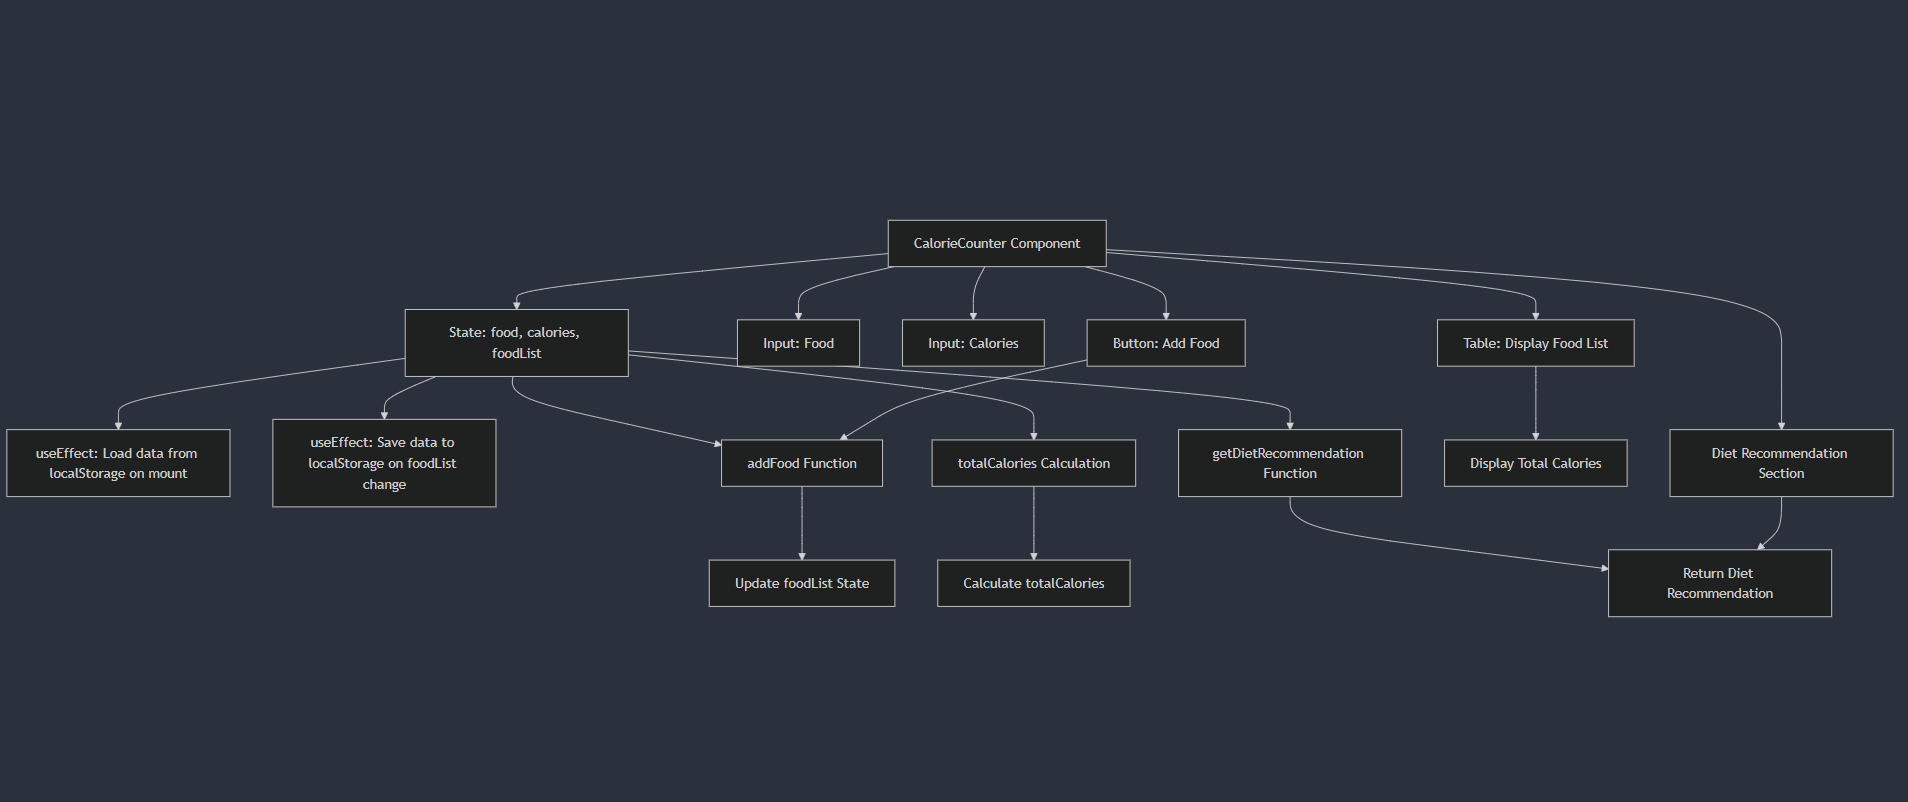 CalorieCounter Component
State: food, calories,
foodList
Input: Food
Input: Calories
Button: Add Food
Table: Display Food List
useEffect: Load data from
localStorage on mount
useEffect: Save data to
localStorage on foodList
change
addFood Function
totalCalories Calculation
getDietRecommendation
Function
Display Total Calories
Diet Recommendation
Section
Update foodList State
Calculate totalCalories
Return Diet
Recommendation